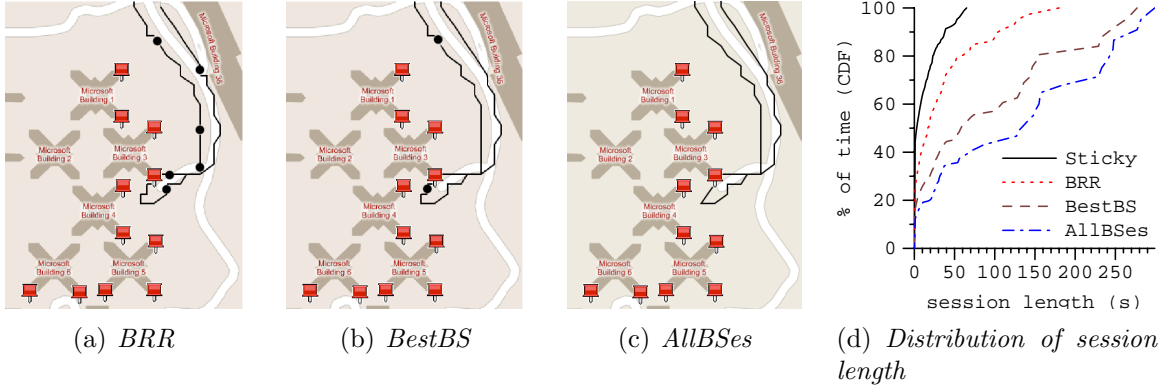 Microsoft
Building 36
Microsoft
Building 1
Microsoft
Building 2
Microsoft
Building 3
Microsoft
Building 4
Microsoft
Building 6
Microsoft
Building 5
(a) BRR
Microsoft
Building 36
Microsoft
Building 1
Microsoft
Building 2
Microsoft
Building 3
Microsoft
Building 4
Microsoft
Building 6
Microsoft
Building 5
(b) BestBS
Microsoft
Building 36
Microsoft
Building 1
Microsoft
Building 2
Microsoft
Building 3
Microsoft
Building 4
Microsoft
Building 6
Microsoft
Building 5
(c) AllBSes
% of time (CDF)
100
80
60
40
20
0
Sticky
BRR
BestBS
AllBSes
0 50 100 150 200 250
session length (s)
(d) Distribution of session
length